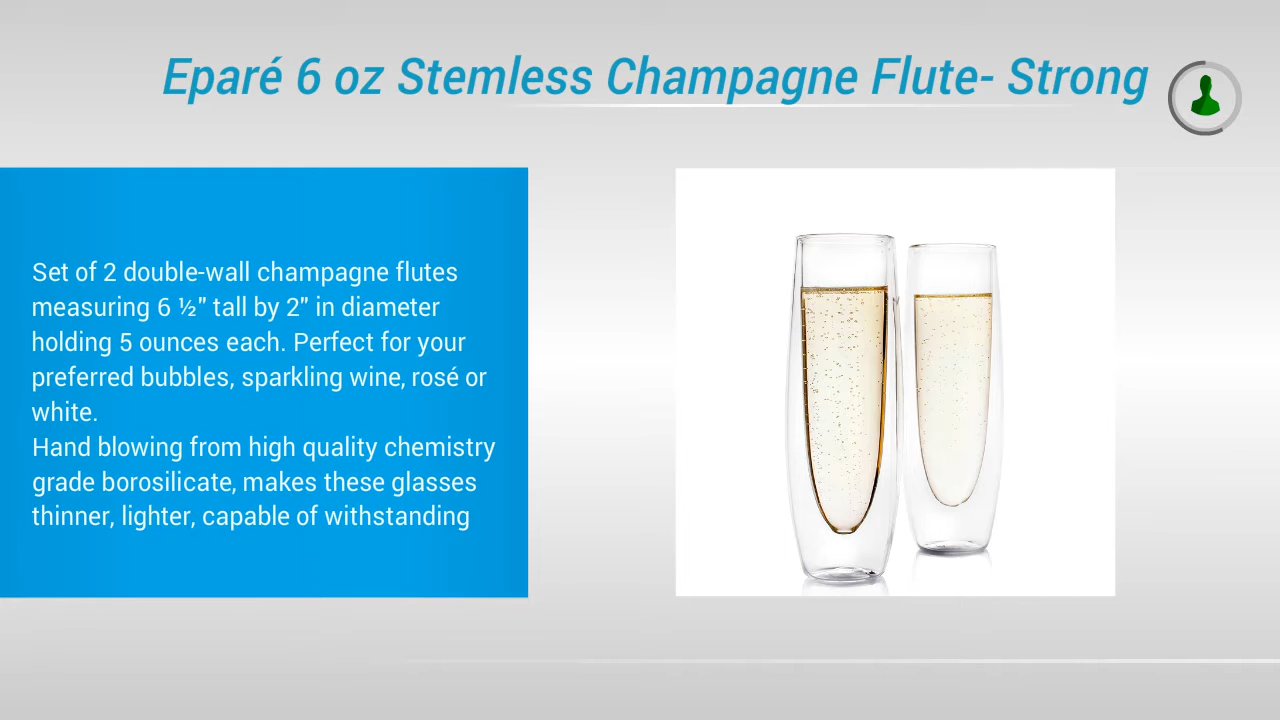 Eparé 6 oz Stemless Champagne Flute- Strong
Set of 2 double-wall champagne flutes
measuring 6 ½" tall by 2" in diameter
holding 5 ounces each. Perfect for your
preferred bubbles, sparkling wine, rosé or
white.
Hand blowing from high quality chemistry
grade borosilicate, makes these glasses
thinner, lighter, capable of withstanding